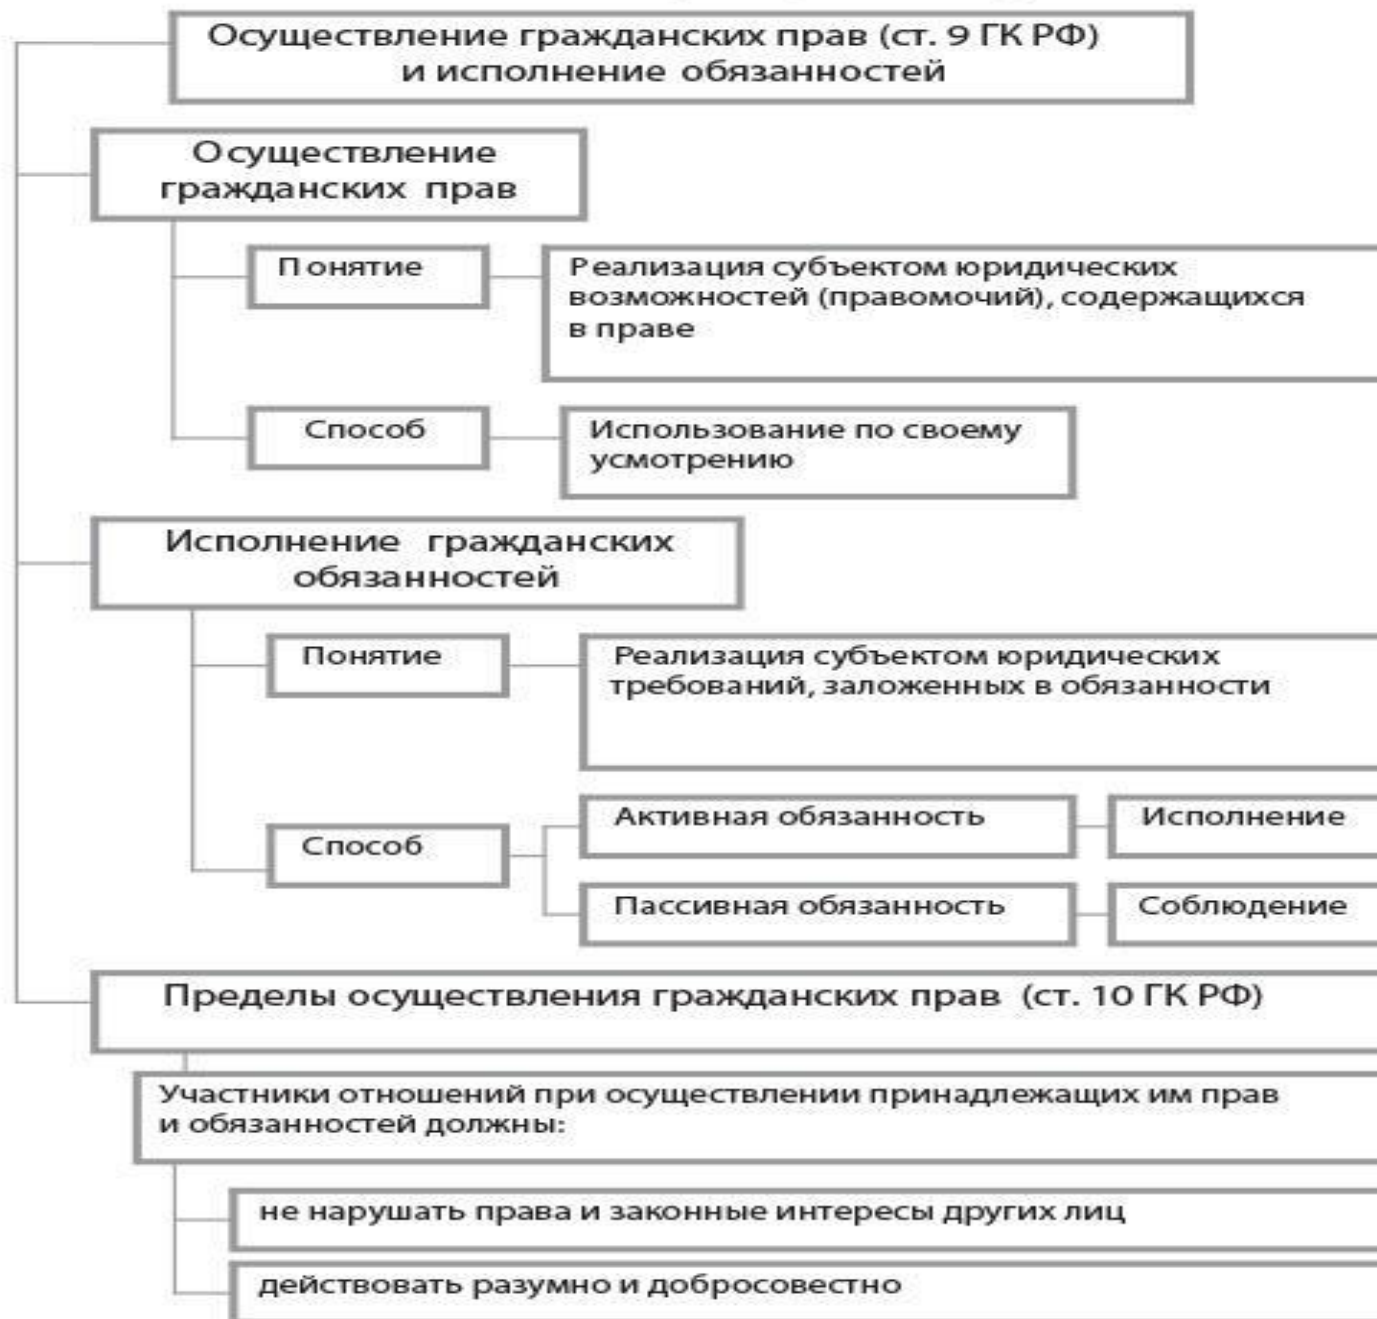 Осуществление гражданских прав (ст. 9 ГК РФ)
и исполнение обязанностей
Осуществление
гражданских прав
Понятие
Реализация субъектом юридических
возможностей (правомочий), содержащихся
в праве
Способ
Использование по своему
усмотрению
Исполнение гражданских
обязанностей
Понятие
Реализация субъектом юридических
требований, заложенных в обязанности
Способ
Активная обязанность
Исполнение
Пассивная обязанность
Соблюдение
Пределы осуществления гражданских прав (ст. 10 ГК РФ)
Участники отношений при осуществлении принадлежащих им прав
и обязанностей должны:
не нарушать права и законные интересы других лиц
действовать разумно и добросовестно